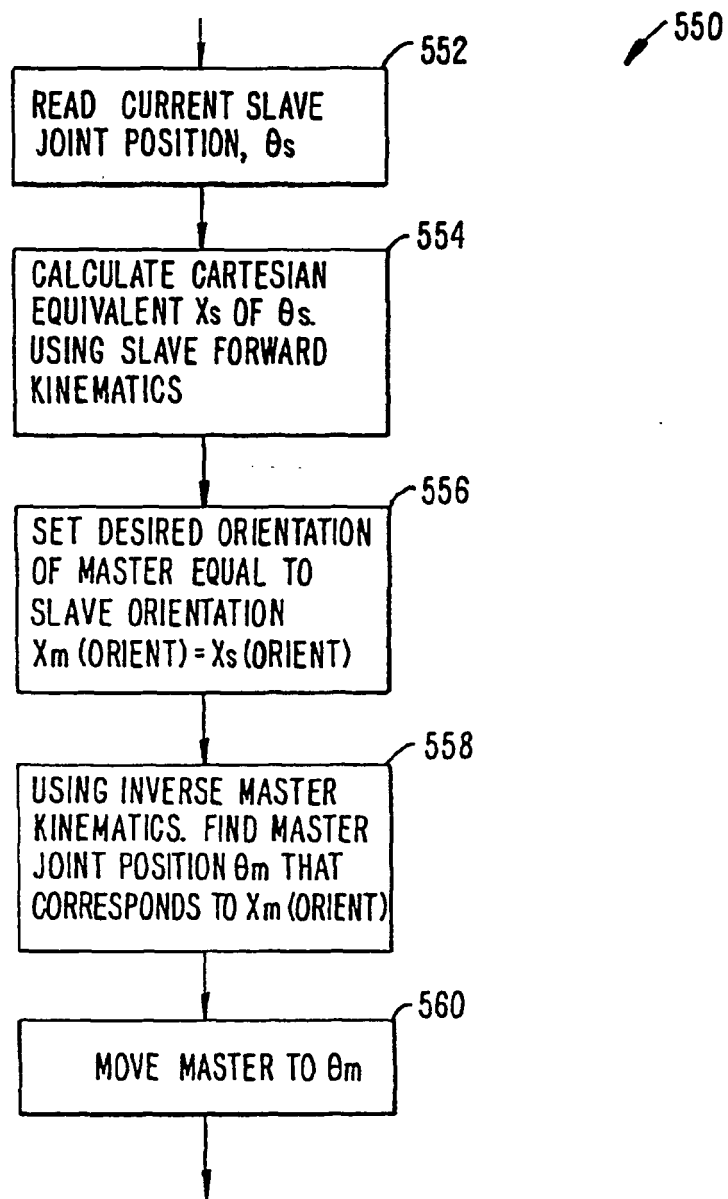 550
552
READ CURRENT SLAVE
JOINT POSITION, θs
554
CALCULATE CARTESIAN
EQUIVALENT Xs OF θs.
USING SLAVE FORWARD
KINEMATICS
556
SET DESIRED ORIENTATION
OF MASTER EQUAL TO
SLAVE ORIENTATION
Xm (ORIENT) = Xs (ORIENT)
558
USING INVERSE MASTER
KINEMATICS. FIND MASTER
JOINT POSITION θm THAT
CORRESPONDS TO Xm (ORIENT)
560
MOVE MASTER TO θm